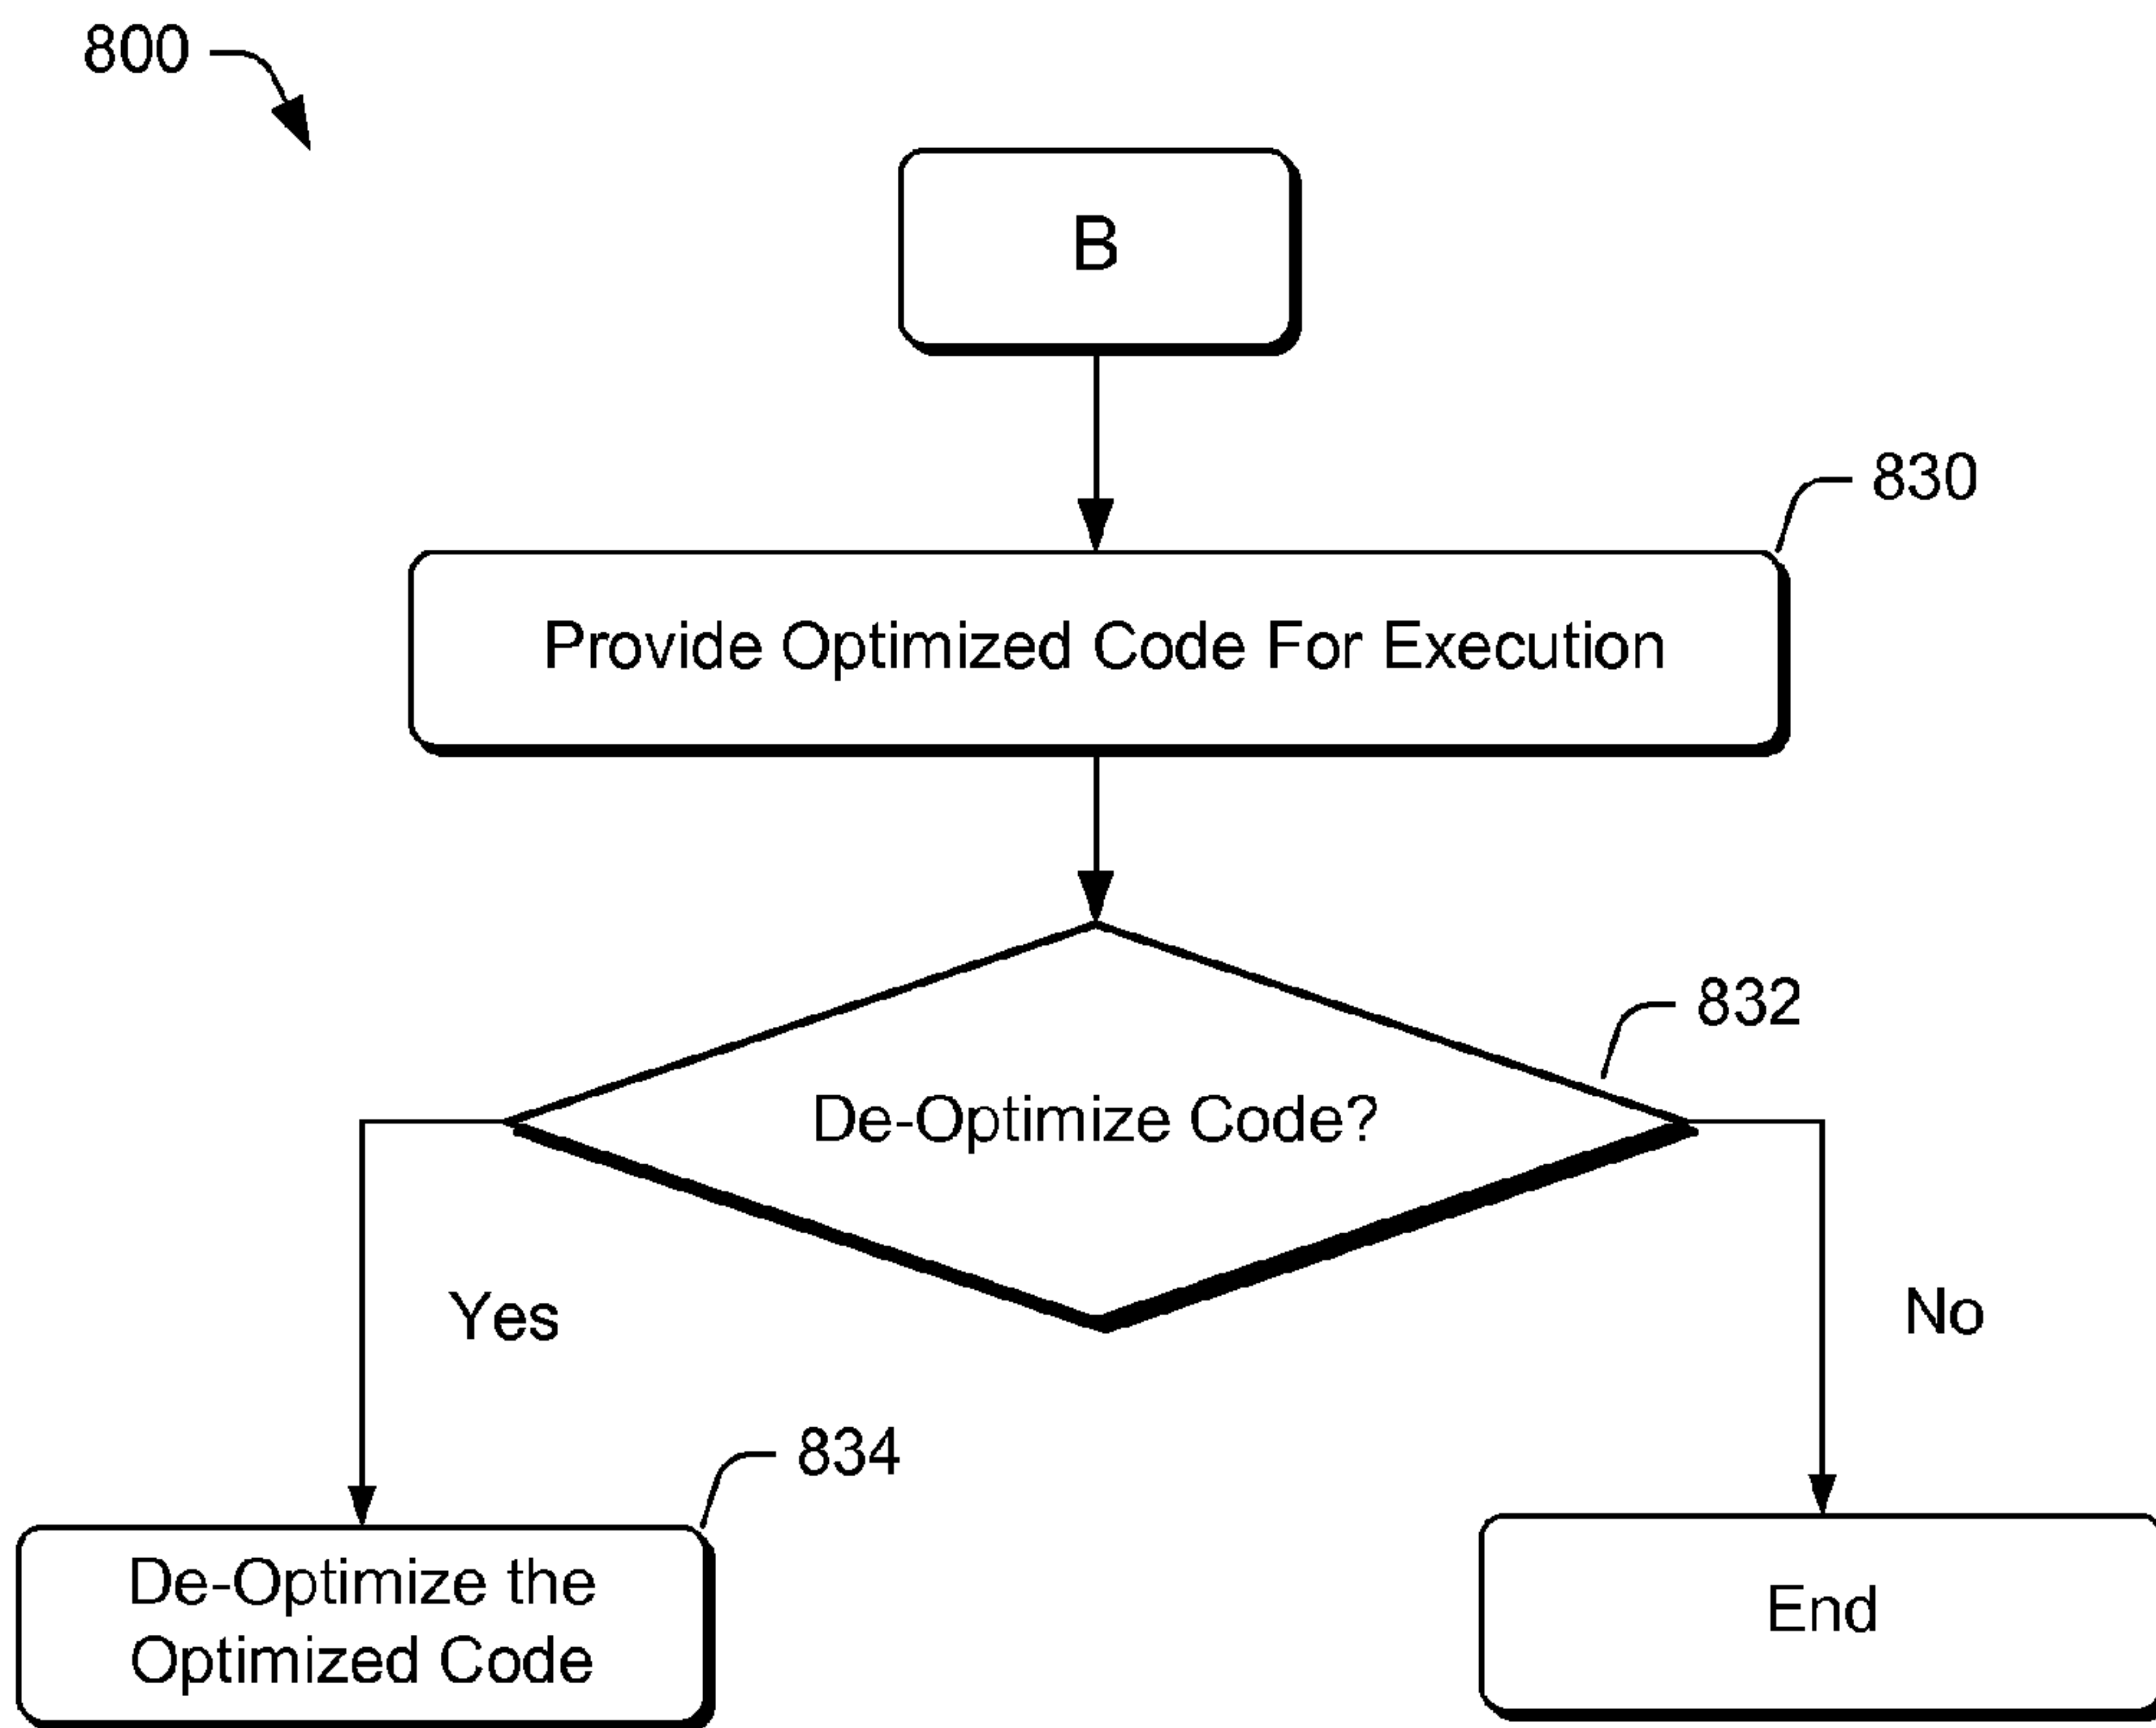 800
B
830
Provide Optimized Code For Execution
832
De-Optimize Code?
Yes
No
834
De-Optimize the
Optimized Code
End